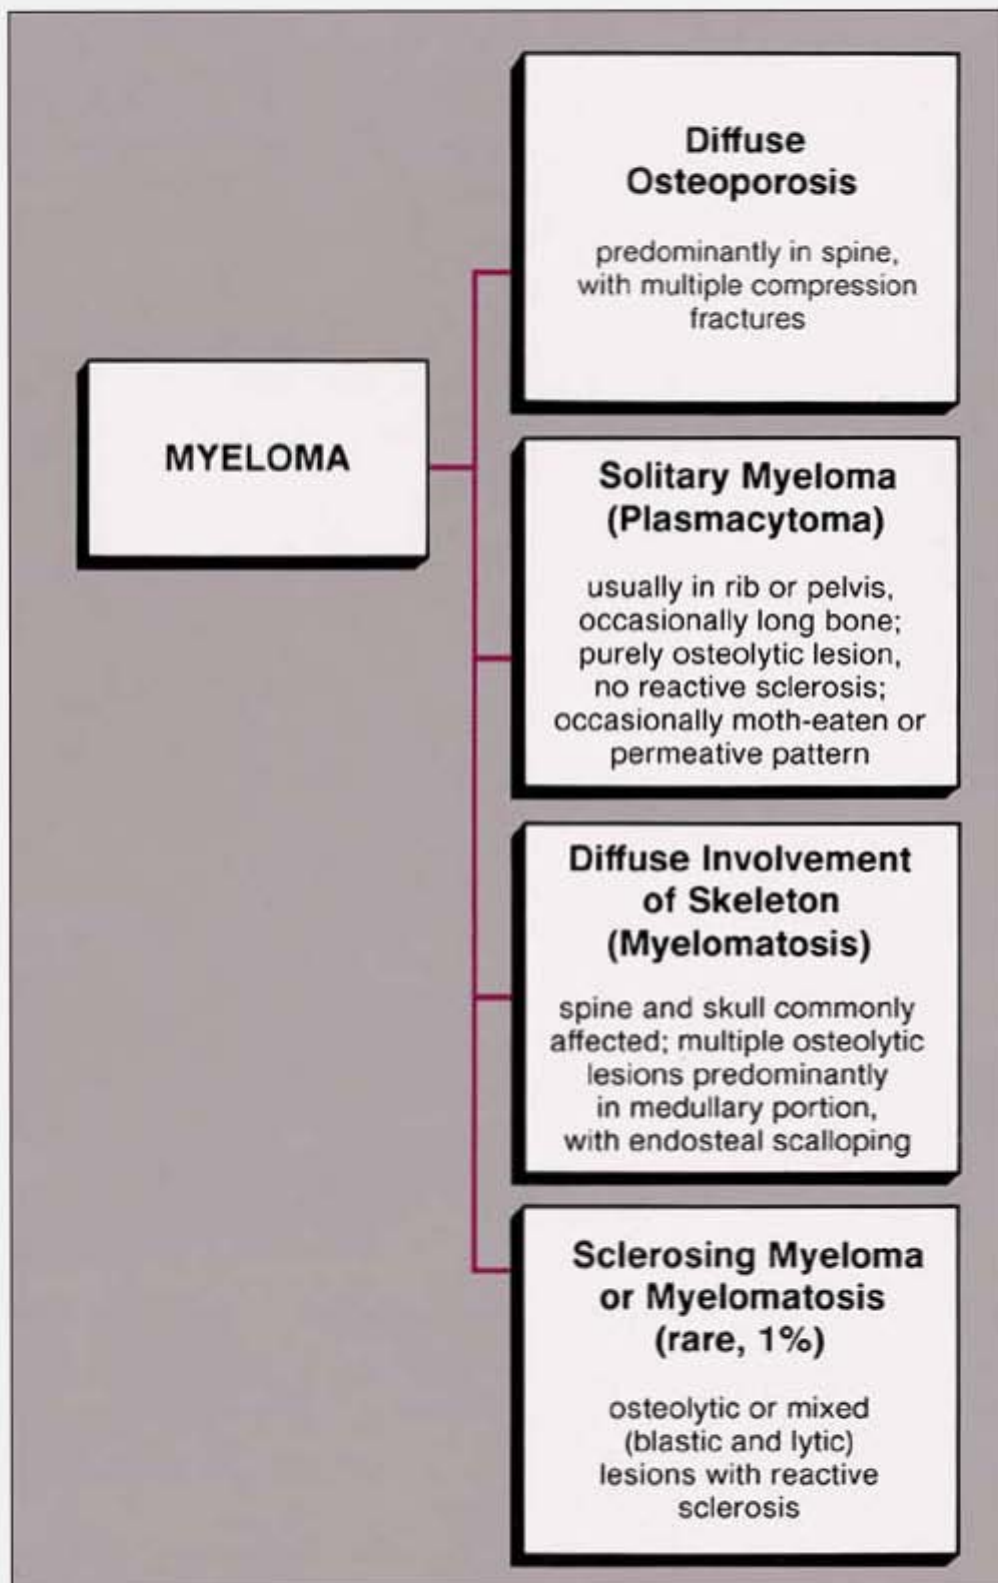 MYELOMA
Diffuse
Osteoporosis
predominantly in spine,
with multiple compression
fractures
Solitary Myeloma
(Plasmacytoma)
usually in rib or pelvis,
occasionally long bone;
purely osteolytic lesion,
no reactive sclerosis;
occasionally moth-eaten or
permeative pattern
Diffuse Involvement
of Skeleton
(Myelomatosis)
spine and skull commonly
affected; multiple osteolytic
lesions predominantly
in medullary portion,
with endosteal scalloping
Sclerosing Myeloma
or Myelomatosis
(rare, 1%)
osteolytic or mixed
(blastic and lytic)
lesions with reactive
sclerosis